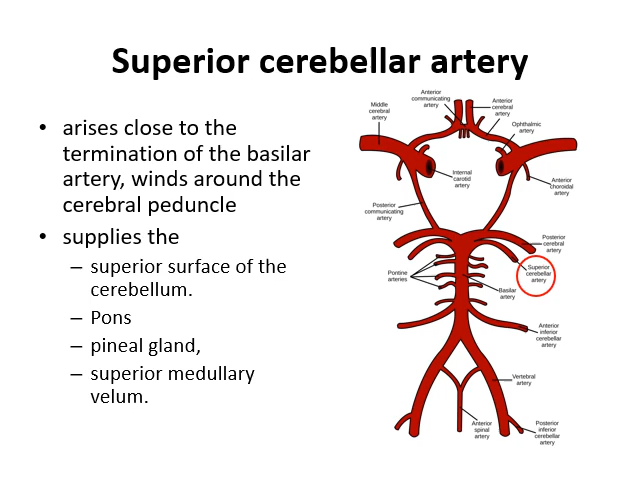 Superior cerebellar artery
• arises close to the
termination of the basilar
artery, winds around the
cerebral peduncle
• supplies the
– superior surface of the
cerebellum.
– Pons
– pineal gland,
– superior medullary
velum.
Anterior
communicating
artery
Middle
cerebral
artery
Anterior
cerebral
artery
Ophthalmic
artery
Internal
carotid
artery
Anterior
choroidal
artery
Posterior
communicating
artery
Posterior
cerebral
artery
Pontine
arteries
Superior
cerebellar
artery
Basilar
artery
Anterior
inferior
cerebellar
artery
Vertebral
artery
Anterior
spinal
artery
Posterior
inferior
cerebellar
artery